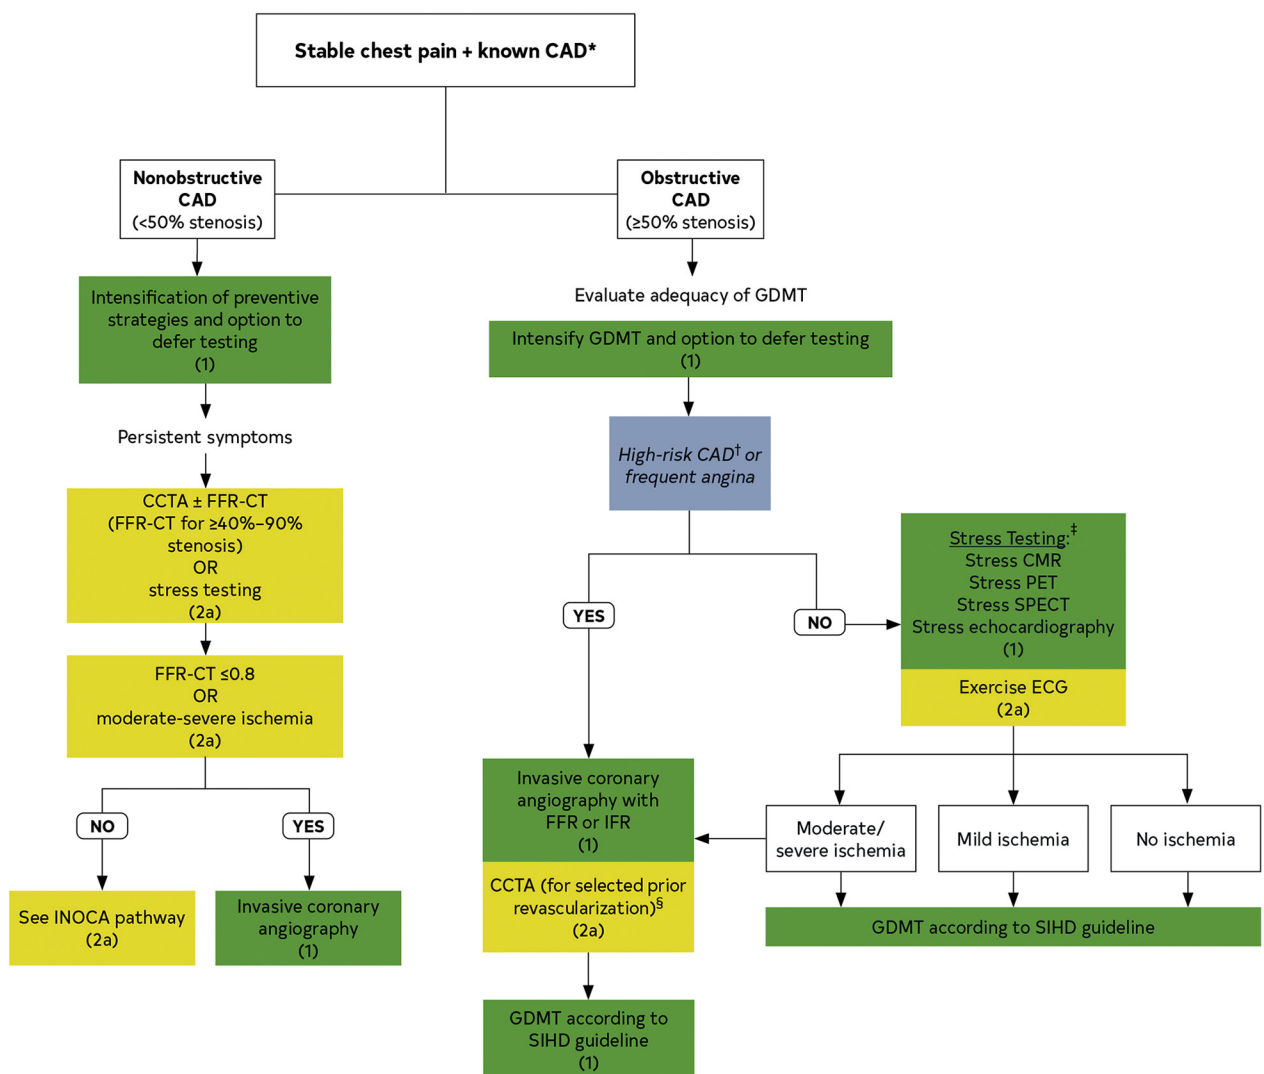 Stable chest pain + known CAD*
Nonobstructive
CAD
(<50% stenosis)
Obstructive
CAD
(≥50% stenosis)
Intensification of preventive
strategies and option to
defer testing
(1)
Evaluate adequacy of GDMT
Intensify GDMT and option to defer testing
(1)
Persistent symptoms
High-risk CAD† or
frequent angina
CCTA ± FFR-CT
(FFR-CT for ≥40%–90%
stenosis)
OR
stress testing
(2a)
YES
NO
Stress Testing:‡
Stress CMR
Stress PET
Stress SPECT
Stress echocardiography
(1)
Exercise ECG
(2a)
FFR-CT ≤0.8
OR
moderate-severe ischemia
(2a)
NO
YES
See INOCA pathway
(2a)
Invasive coronary
angiography
(1)
Invasive coronary
angiography with
FFR or IFR
(1)
CCTA (for selected prior
revascularization)§
(2a)
Moderate/
severe ischemia
Mild ischemia
No ischemia
GDMT according to SIHD guideline
GDMT according to
SIHD guideline
(1)